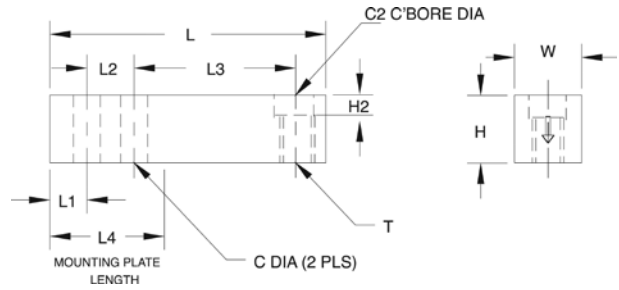 C2 C'BORE DIA
L
W
L2
L3
H2
H
L1
T
L4
C DIA (2 PLS)
MOUNTING PLATE
LENGTH